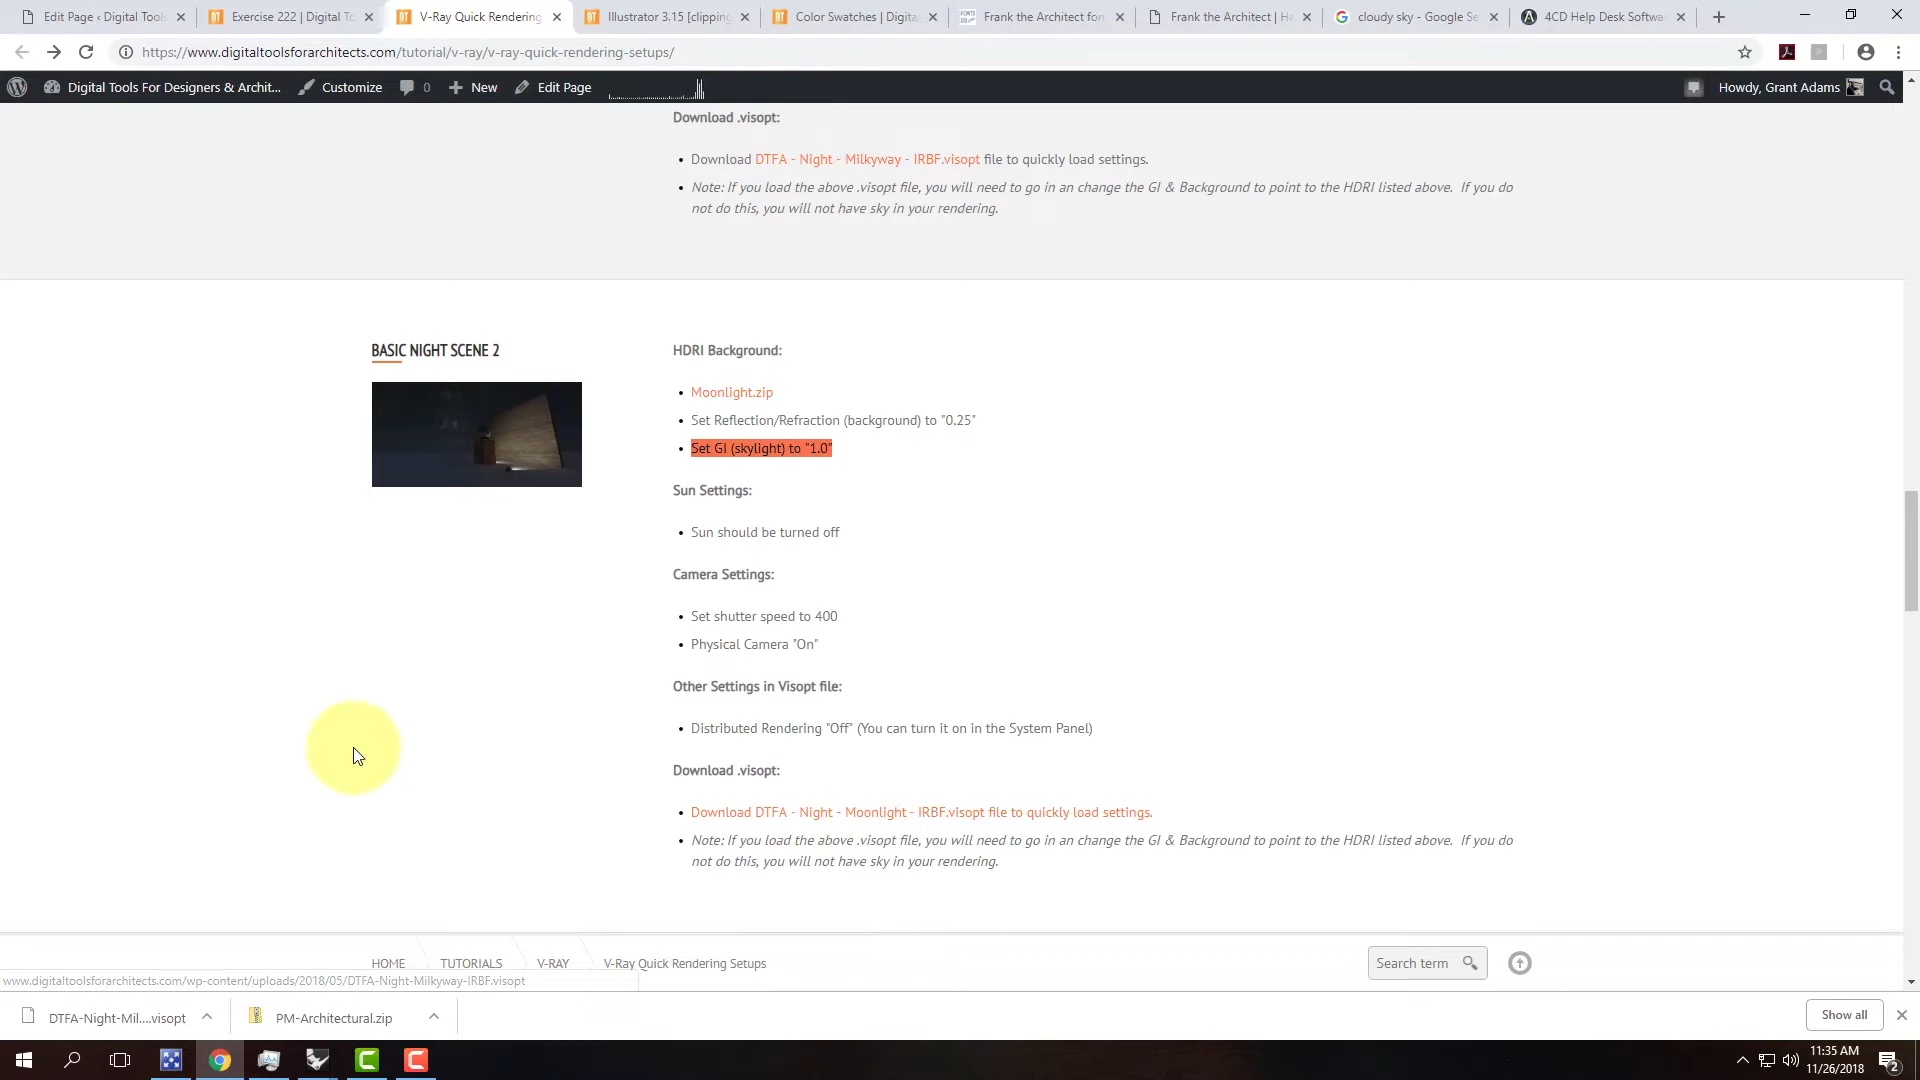 Edit Page ‹ Digital Tools
Exercise 222 | Digital To
V-Ray Quick Rendering
Illustrator 3.15 [clipping
Color Swatches | Digital
Frank the Architect fon
Frank the Architect | Ha
cloudy sky - Google Se
4CD Help Desk Softwa
https://www.digitaltoolsforarchitects.com/tutorial/v-ray/v-ray-quick-rendering-setups/
Digital Tools For Designers & Archit... Customize 0 New Edit Page Howdy, Grant Adams
Download .visopt:
Download DTFA - Night - Milkyway - IRBF.visopt file to quickly load settings.
Note: If you load the above .visopt file, you will need to go in an change the GI & Background to point to the HDRI listed above. If you do
not do this, you will not have sky in your rendering.
BASIC NIGHT SCENE 2
HDRI Background:
Moonlight.zip
Set Reflection/Refraction (background) to "0.25"
Set GI (skylight) to "1.0"
Sun Settings:
Sun should be turned off
Camera Settings:
Set shutter speed to 400
Physical Camera "On"
Other Settings in Visopt file:
Distributed Rendering "Off" (You can turn it on in the System Panel)
Download .visopt:
Download DTFA - Night - Moonlight - IRBF.visopt file to quickly load settings.
Note: If you load the above .visopt file, you will need to go in an change the GI & Background to point to the HDRI listed above. If you do
not do this, you will not have sky in your rendering.
HOME TUTORIALS V-RAY V-Ray Quick Rendering Setups Search term
www.digitaltoolsforarchitects.com/wp-content/uploads/2018/05/DTFA-Night-Milkyway-IRBF.visopt
DTFA-Night-Mil....visopt PM-Architectural.zip Show all
11:35 AM
11/26/2018
2